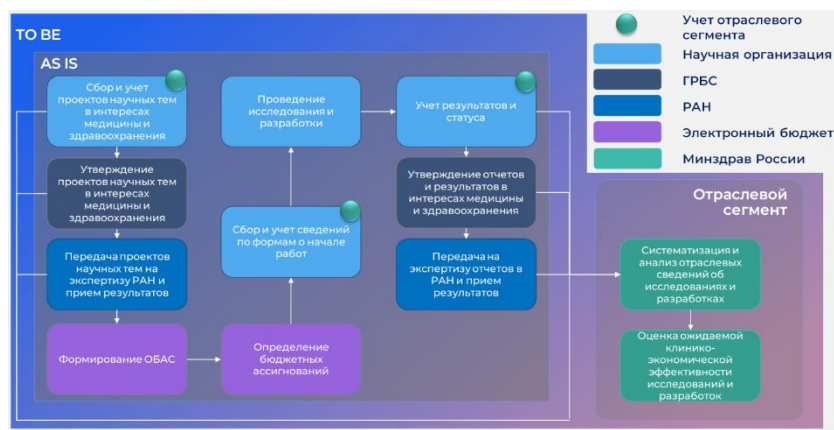 TO BE
AS IS
Сбор и учет
проектов научных тем
в интересах
медицины и
здравоохранения
Утверждение
проектов научных тем
в интересах
медицины и
здравоохранения
Передача проектов
научных тем на
экспертизу РАН и
прием результатов
Формирование ОБАС
Определение
бюджетных
ассигнований
Сбор и учет сведений
по формам о начале
работ
Проведение
исследования и
разработки
Учет результатов и
статуса
Утверждение отчетов
и результатов в
интересах медицины
и здравоохранения
Передача на
экспертизу отчетов в
РАН и прием
результатов
Учет отраслевого
сегмента
Научная организация
ГРБС
РАН
Электронный бюджет
Минздрав России
Отраслевой
сегмент
Систематизация и
анализ отраслевых
сведений об
исследованиях и
разработках
Оценка ожидаемой
клинико-
экономической
эффективности
исследований и
разработок